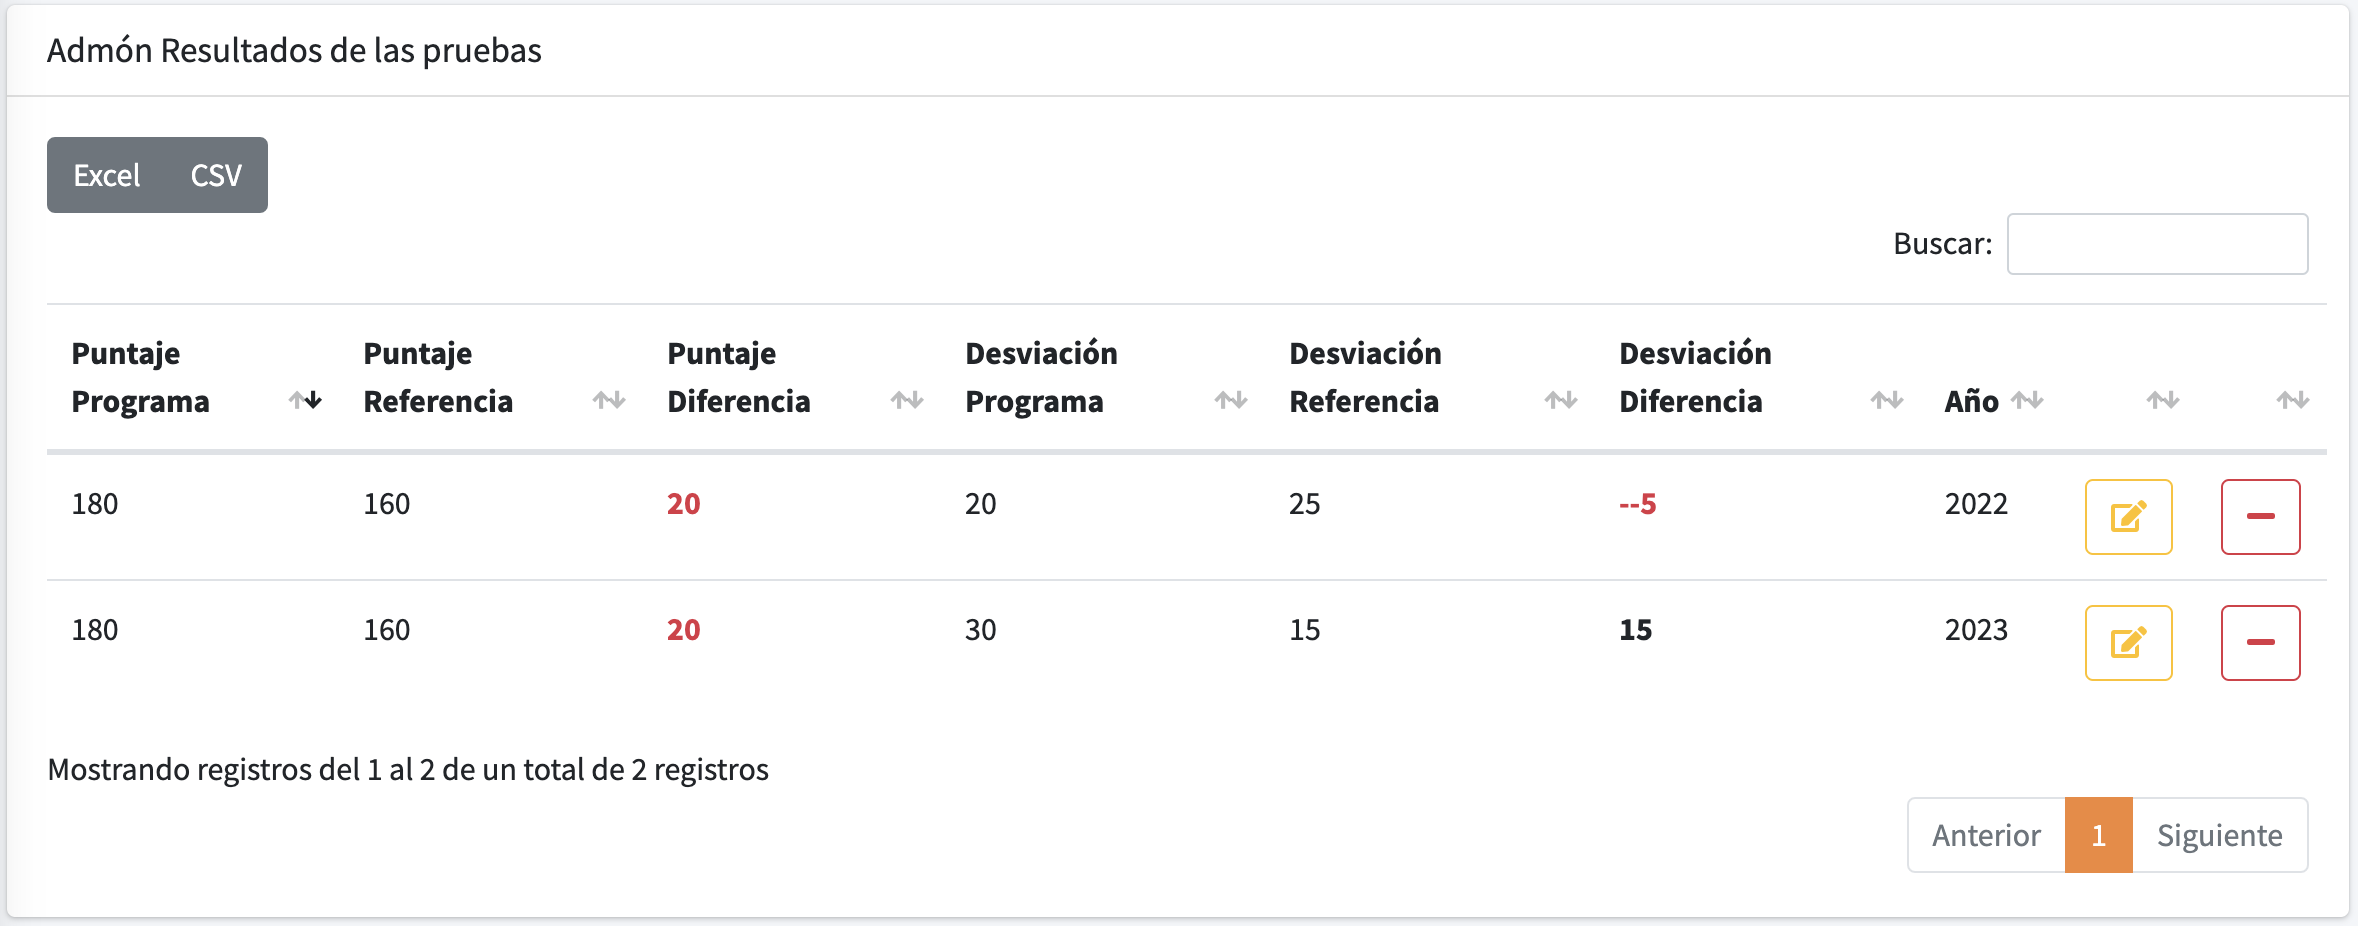 Admón Resultados de las pruebas
Excel CSV
Buscar:
Puntaje Programa Puntaje Referencia Puntaje Diferencia Desviación Programa Desviación Referencia Desviación Diferencia Año
180 160 20 20 25 --5 2022
180 160 20 30 15 15 2023
Mostrando registros del 1 al 2 de un total de 2 registros
Anterior 1 Siguiente